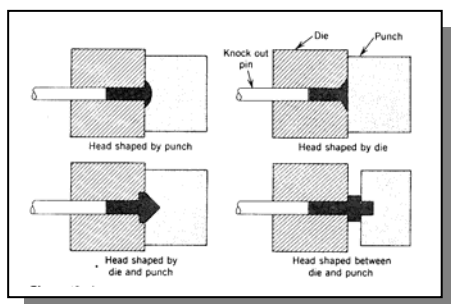 Die
Punch
Knock out
pin
Head shaped by punch
Head shaped by die
Head shaped by
die and punch
Head shaped between
die and punch